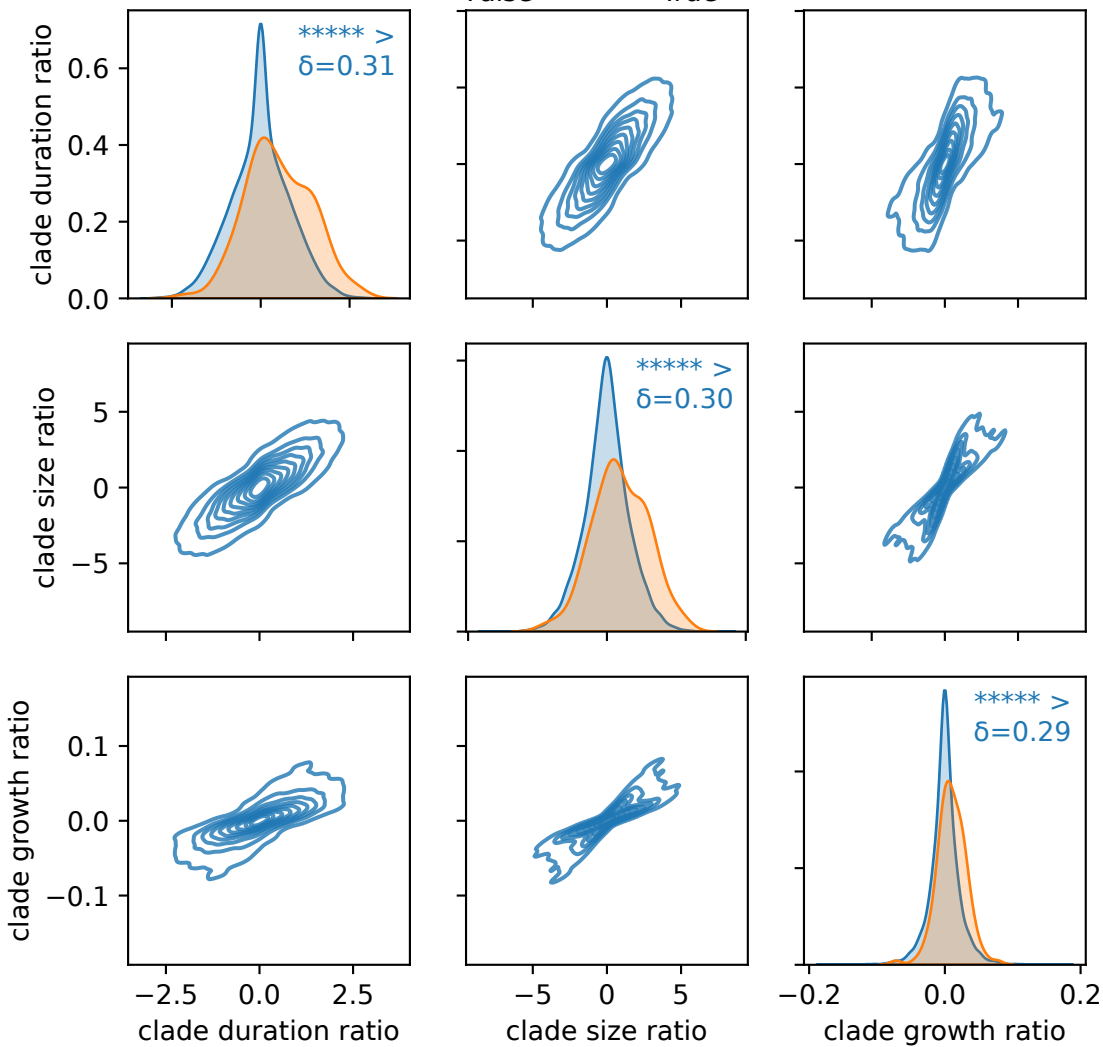 0.6
0.4
0.2
0.0
clade duration ratio
***** >
δ=0.31
5
0
−5
clade size ratio
***** >
δ=0.30
0.1
0.0
−0.1
clade growth ratio
***** >
δ=0.29
−2.5 0.0 2.5
clade duration ratio
−5 0 5
clade size ratio
−0.2 0.0 0.2
clade growth ratio